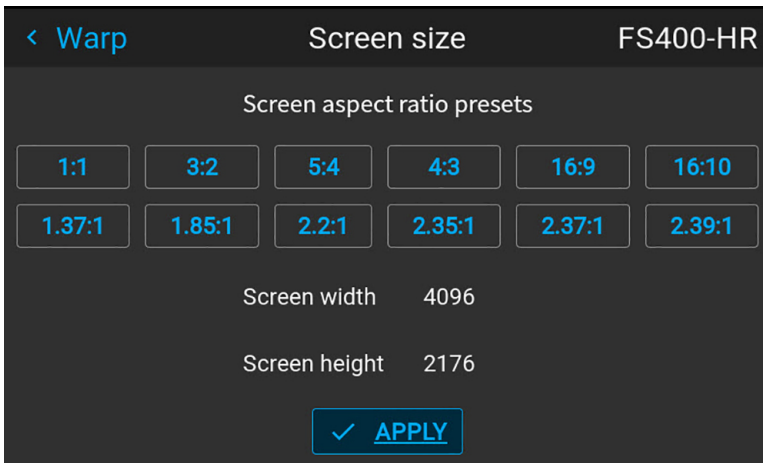 < Warp Screen size FS400-HR
Screen aspect ratio presets
1:1 3:2 5:4 4:3 16:9 16:10
1.37:1 1.85:1 2.2:1 2.35:1 2.37:1 2.39:1
Screen width 4096
Screen height 2176
APPLY